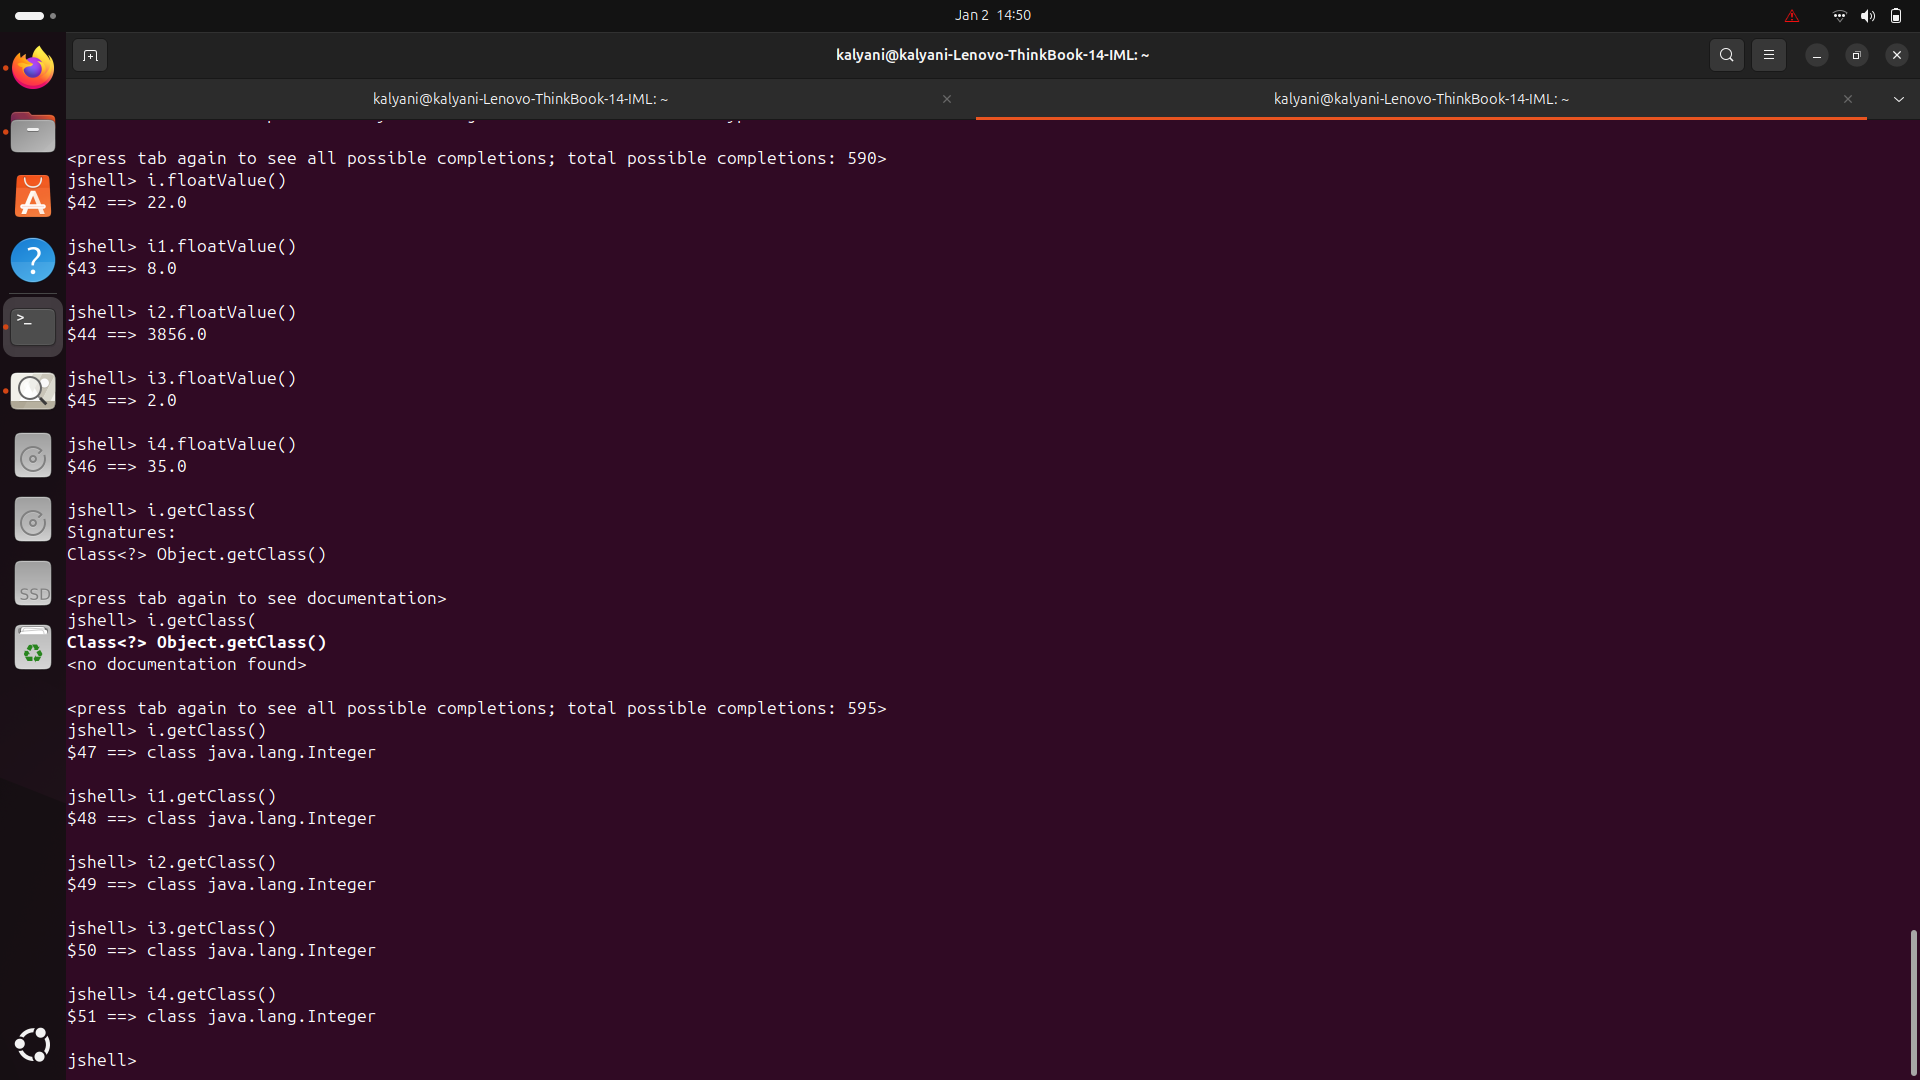 Jan 2 14:50
kalyani@kalyani-Lenovo-ThinkBook-14-IML: ~
kalyani@kalyani-Lenovo-ThinkBook-14-IML: ~
kalyani@kalyani-Lenovo-ThinkBook-14-IML: ~
<press tab again to see all possible completions; total possible completions: 590>
jshell> i.floatValue()
$42 ==> 22.0
jshell> i1.floatValue()
$43 ==> 8.0
jshell> i2.floatValue()
$44 ==> 3856.0
jshell> i3.floatValue()
$45 ==> 2.0
jshell> i4.floatValue()
$46 ==> 35.0
jshell> i.getClass(
Signatures:
Class<?> Object.getClass()
<press tab again to see documentation>
jshell> i.getClass(
Class<?> Object.getClass()
<no documentation found>
<press tab again to see all possible completions; total possible completions: 595>
jshell> i.getClass()
$47 ==> class java.lang.Integer
jshell> i1.getClass()
$48 ==> class java.lang.Integer
jshell> i2.getClass()
$49 ==> class java.lang.Integer
jshell> i3.getClass()
$50 ==> class java.lang.Integer
jshell> i4.getClass()
$51 ==> class java.lang.Integer
jshell>
SSD